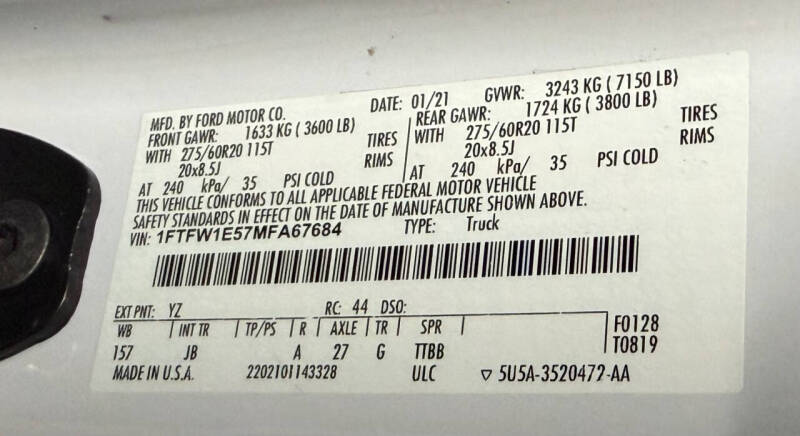 MFD. BY FORD MOTOR CO. DATE: 01/21 GVWR: 3243 KG ( 7150 LB)
FRONT GAWR: 1633 KG ( 3600 LB) REAR GAWR: 1724 KG ( 3800 LB)
WITH 275/60R20 115T TIRES WITH 275/60R20 115T TIRES
20x8.5J RIMS 20x8.5J RIMS
AT 240 kPa/ 35 PSI COLD AT 240 kPa/ 35 PSI COLD
THIS VEHICLE CONFORMS TO ALL APPLICABLE FEDERAL MOTOR VEHICLE
SAFETY STANDARDS IN EFFECT ON THE DATE OF MANUFACTURE SHOWN ABOVE.
VIN: 1FTFW1E57MFA67684 TYPE: Truck
EXT PNT: YZ RC: 44 DSO:
WB INT TR TP/PS R AXLE TR SPR F0128
157 JB A 27 G TTBB T0819
MADE IN U.S.A. 2202101143328 ULC ▽ 5U5A-3520472-AA